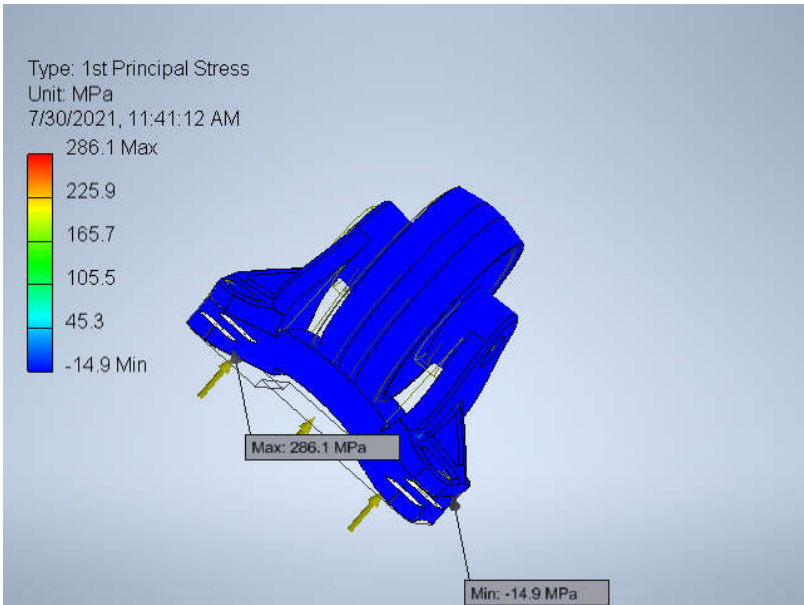 Type: 1st Principal Stress
Unit: MPa
7/30/2021, 11:41:12 AM
286.1 Max
225.9
165.7
105.5
45.3
-14.9 Min
Max: 286.1 MPa
Min: -14.9 MPa